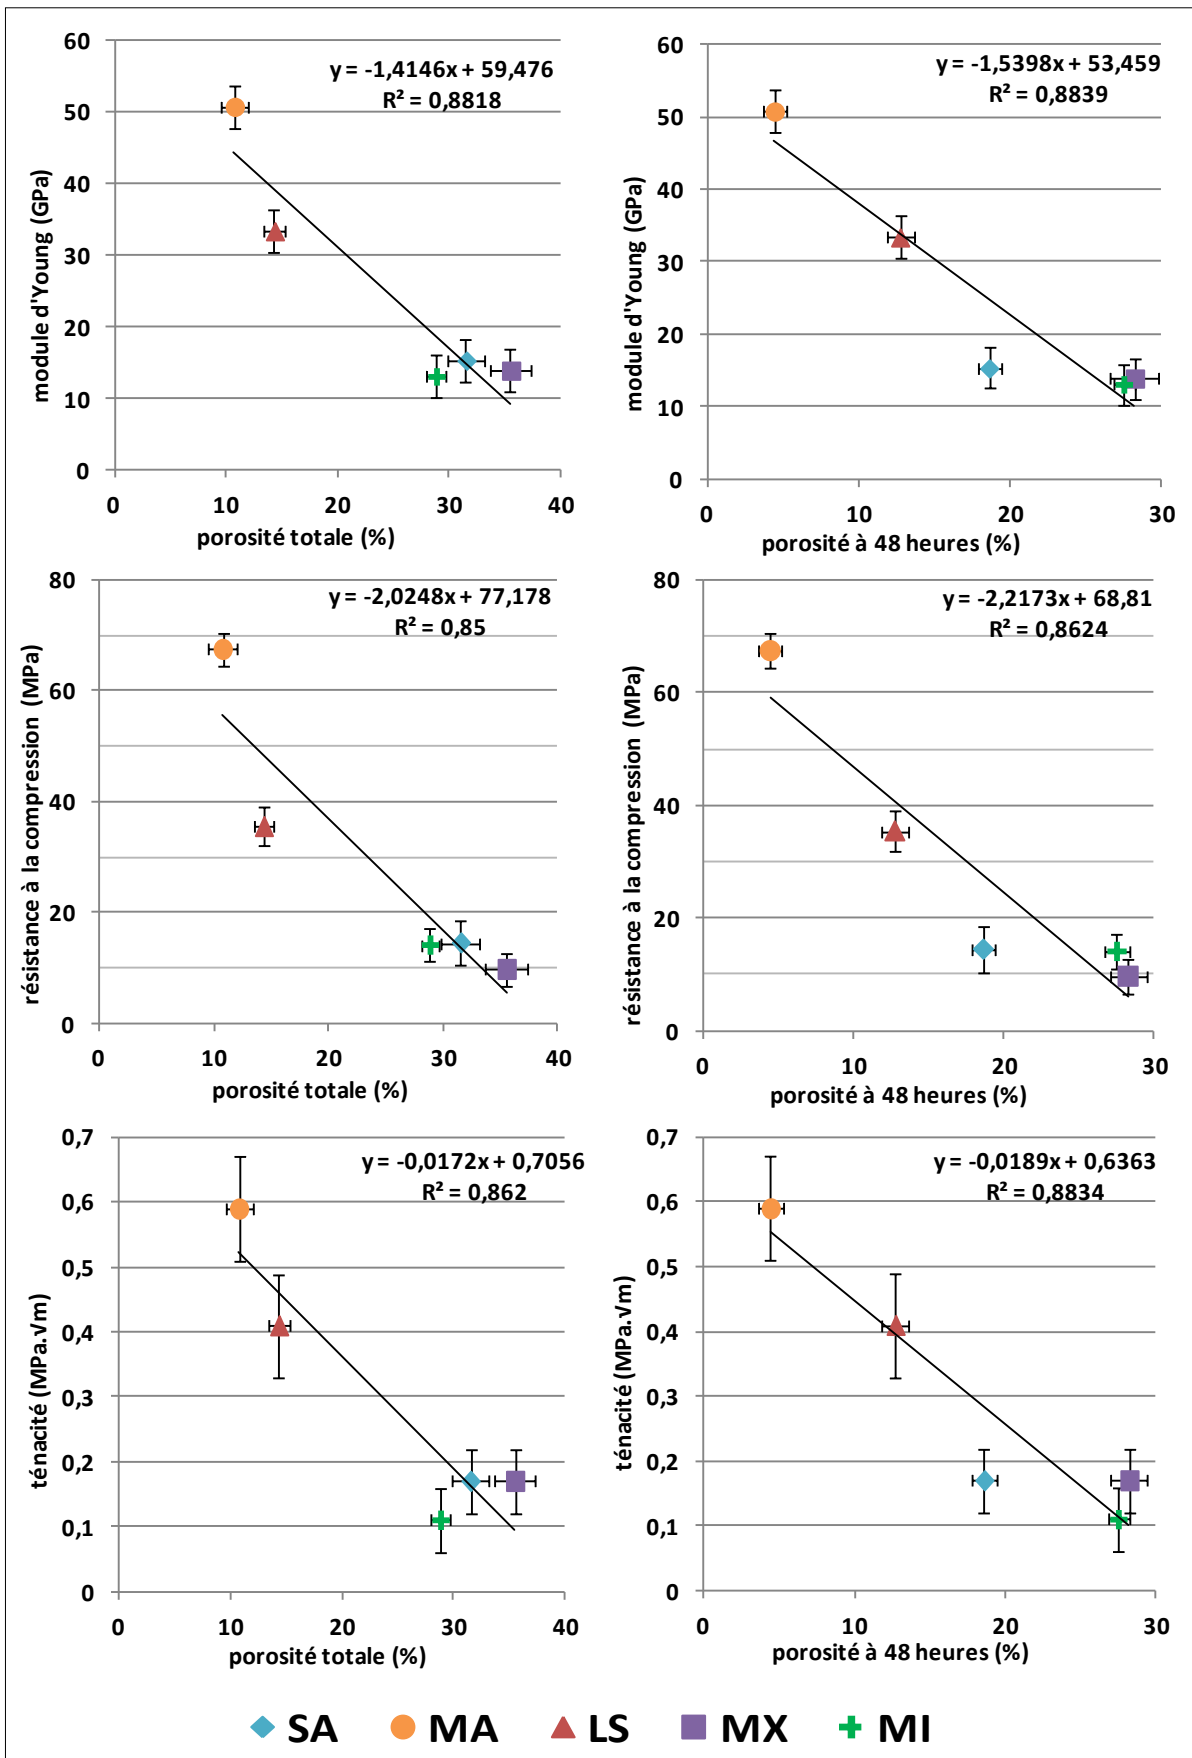 y = -1,4146x + 59,476
R² = 0,8818
60
50
40
30
20
10
0
module d'Young (GPa)
0 10 20 30 40
porosité totale (%)
y = -1,5398x + 53,459
R² = 0,8839
60
50
40
30
20
10
0
module d'Young (GPa)
0 10 20 30
porosité à 48 heures (%)
y = -2,0248x + 77,178
R² = 0,85
80
60
40
20
0
résistance à la compression (MPa)
0 10 20 30 40
porosité totale (%)
y = -2,2173x + 68,81
R² = 0,8624
80
60
40
20
0
résistance à la compression (MPa)
0 10 20 30
porosité à 48 heures (%)
y = -0,0172x + 0,7056
R² = 0,862
0,7
0,6
0,5
0,4
0,3
0,2
0,1
0
ténacité (MPa.√m)
0 10 20 30 40
porosité totale (%)
y = -0,0189x + 0,6363
R² = 0,8834
0,7
0,6
0,5
0,4
0,3
0,2
0,1
0
ténacité (MPa.√m)
0 10 20 30
porosité à 48 heures (%)
SA MA LS MX MI